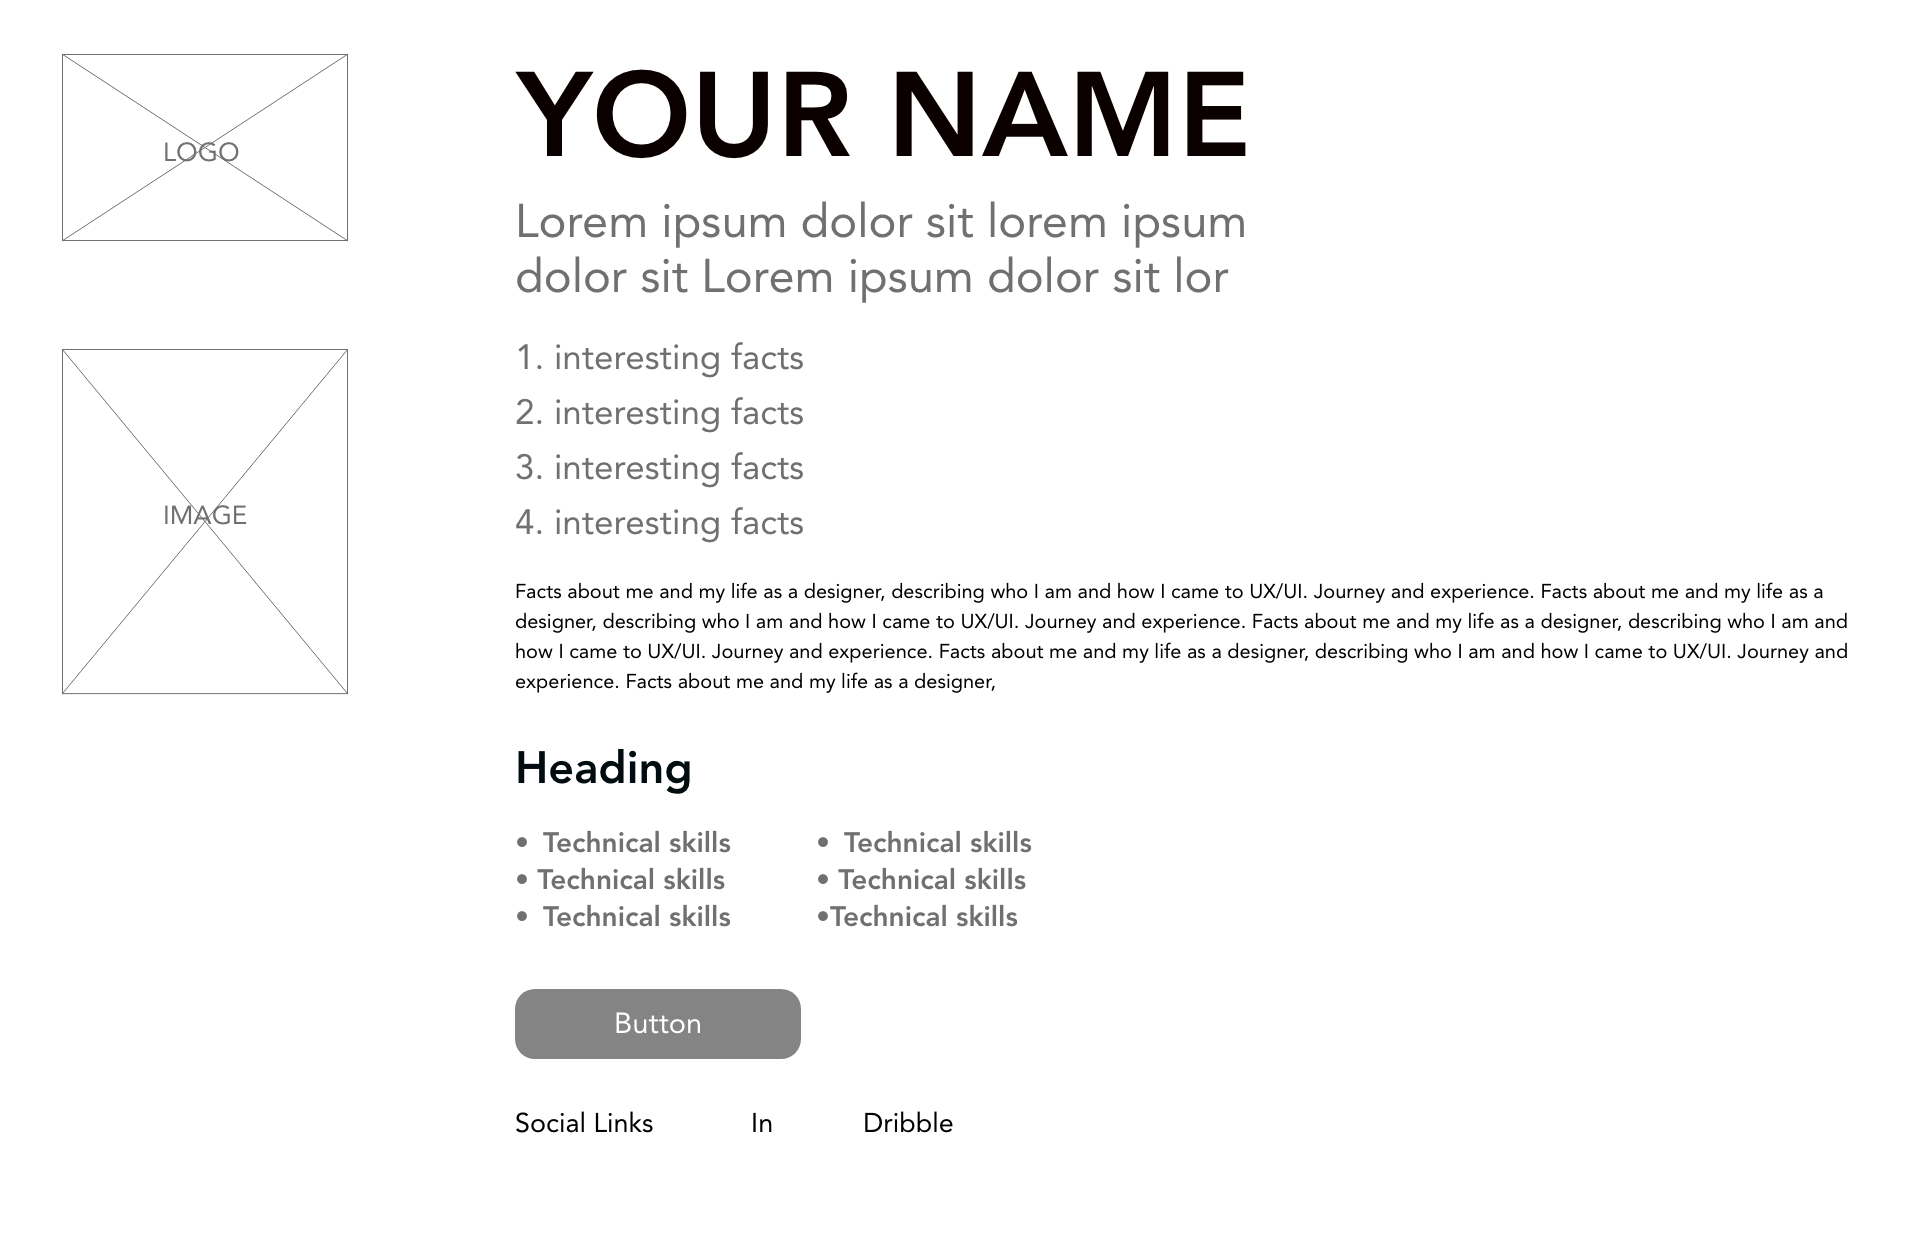 LOGO
YOUR NAME
Lorem ipsum dolor sit lorem ipsum
dolor sit Lorem ipsum dolor sit lor
1. interesting facts
2. interesting facts
3. interesting facts
4. interesting facts
IMAGE
Facts about me and my life as a designer, describing who I am and how I came to UX/UI. Journey and experience. Facts about me and my life as a
designer, describing who I am and how I came to UX/UI. Journey and experience. Facts about me and my life as a designer, describing who I am and
how I came to UX/UI. Journey and experience. Facts about me and my life as a designer, describing who I am and how I came to UX/UI. Journey and
experience. Facts about me and my life as a designer,
Heading
• Technical skills
• Technical skills
• Technical skills
• Technical skills
• Technical skills
•Technical skills
Button
Social Links In Dribble